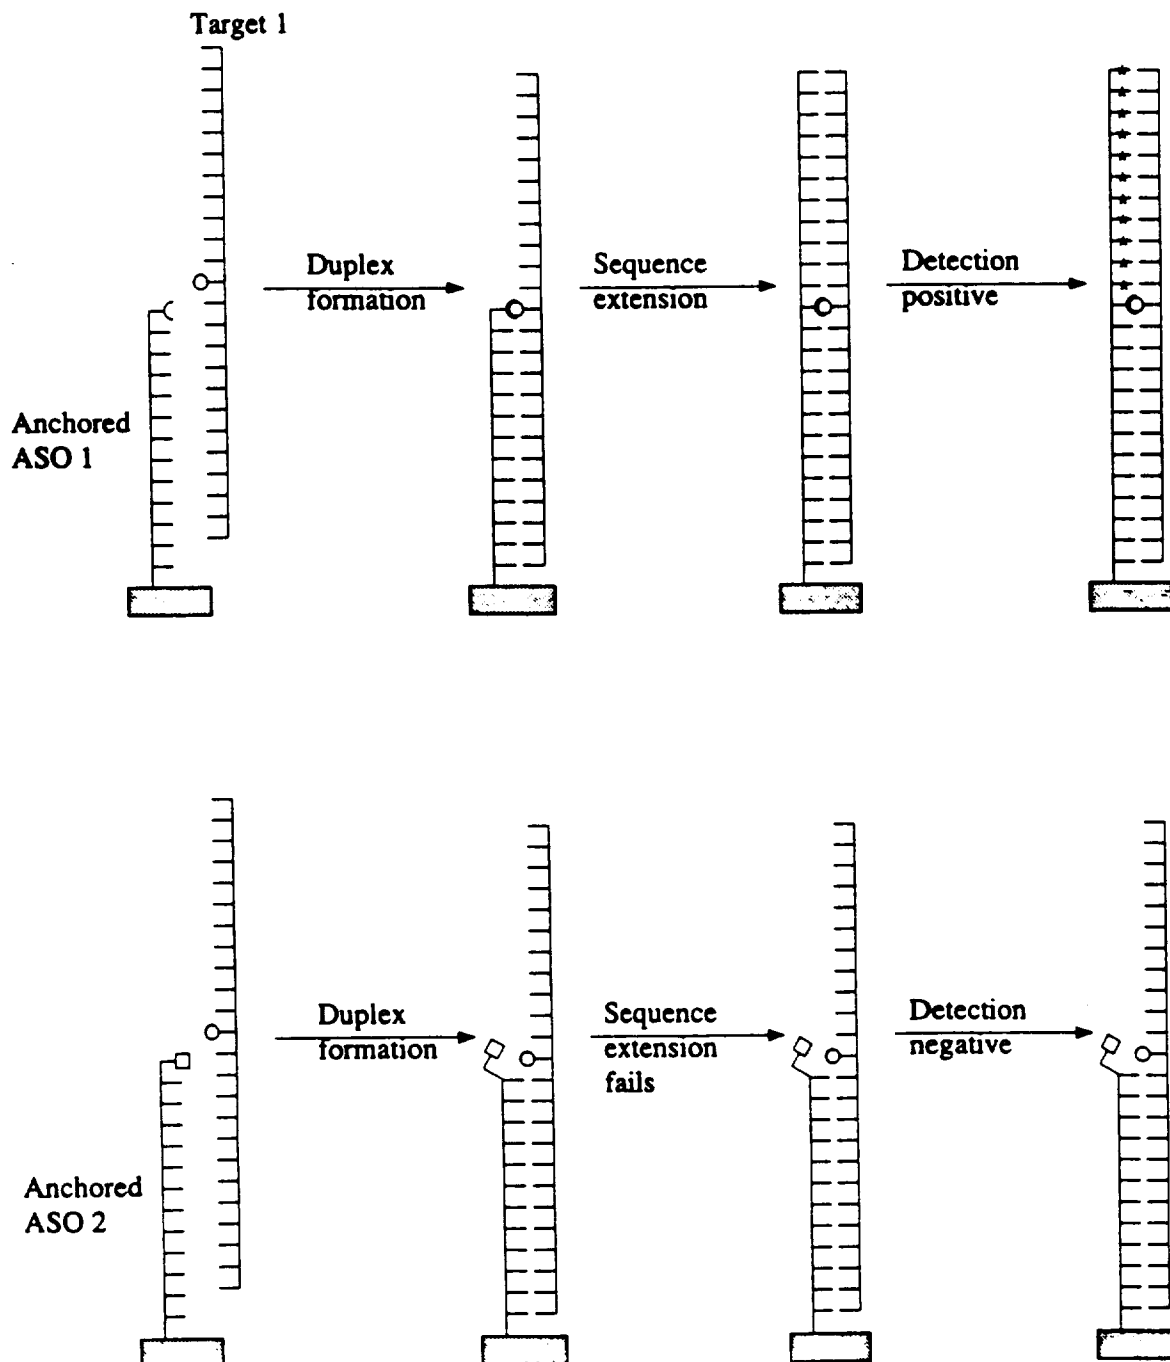 Target 1
Duplex
formation
Sequence
extension
Detection
positive
Anchored
ASO 1
Duplex
formation
Sequence
extension
fails
Detection
negative
Anchored
ASO 2